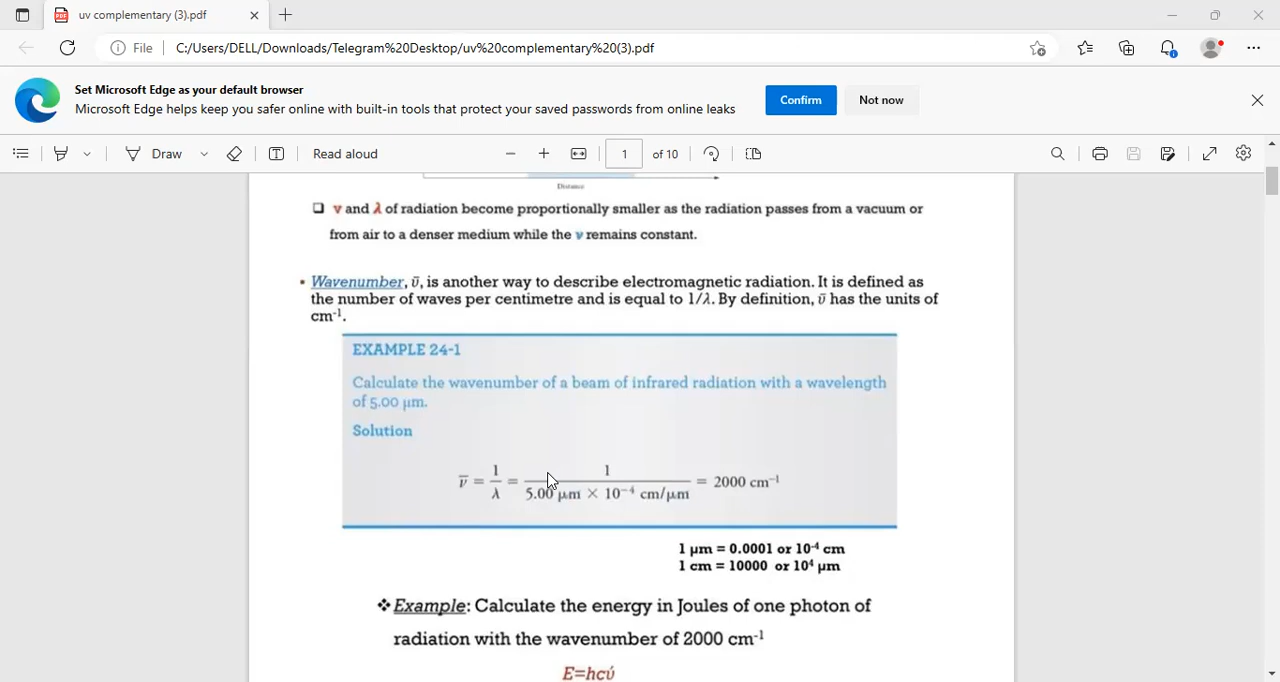 uv complementary (3).pdf
File
C:/Users/DELL/Downloads/Telegram%20Desktop/uv%20complementary%20(3).pdf
Set Microsoft Edge as your default browser
Microsoft Edge helps keep you safer online with built-in tools that protect your saved passwords from online leaks
Confirm
Not now
Draw
Read aloud
1
of 10
Distance
❑ v and λ of radiation become proportionally smaller as the radiation passes from a vacuum or
from air to a denser medium while the ν remains constant.
▪ Wavenumber, ῡ, is another way to describe electromagnetic radiation. It is defined as
the number of waves per centimetre and is equal to 1/λ. By definition, ῡ has the units of
cm⁻¹.
EXAMPLE 24-1
Calculate the wavenumber of a beam of infrared radiation with a wavelength
of 5.00 μm.
Solution
ν̅ = 1/λ = 1/(5.00 μm × 10⁻⁴ cm/μm) = 2000 cm⁻¹
1 μm = 0.0001 or 10⁻⁴ cm
1 cm = 10000 or 10⁴ μm
❖ Example: Calculate the energy in Joules of one photon of
radiation with the wavenumber of 2000 cm⁻¹
E=hcύ